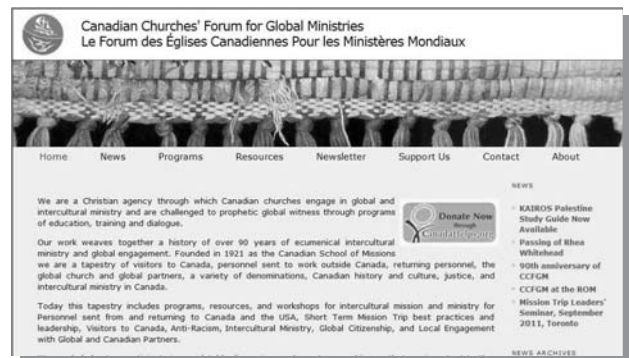 Canadian Churches' Forum for Global Ministries
Le Forum des Églises Canadiennes Pour les Ministères Mondiaux
Home News Programs Resources Newsletter Support Us Contact About
We are a Christian agency through which Canadian churches engage in global and
intercultural ministry and are challenged to prophetic global witness through programs
of education, training and dialogue.
Our work weaves together a history of over 90 years of ecumenical intercultural
ministry and global engagement. Founded in 1921 as the Canadian School of Missions
we are a tapestry of visitors to Canada, personnel sent to work outside Canada, returning personnel, the
global church and global partners, a variety of denominations, Canadian history and culture, justice, and
intercultural ministry in Canada.
Today this tapestry includes programs, resources, and workshops for intercultural mission and ministry for
Personnel sent from and returning to Canada and the USA, Short Term Mission Trip best practices and
leadership, Visitors to Canada, Anti-Racism, Intercultural Ministry, Global Citizenship, and Local Engagement
with Global and Canadian Partners.
Donate Now
through
CanadaHelps.org
NEWS
KAIROS Palestine
Study Guide Now
Available
Passing of Rhea
Whitehead
90th anniversary of
CCFGM
CCFGM at the ROM
Mission Trip Leaders'
Seminar, September
2011, Toronto
NEWS ARCHIVES